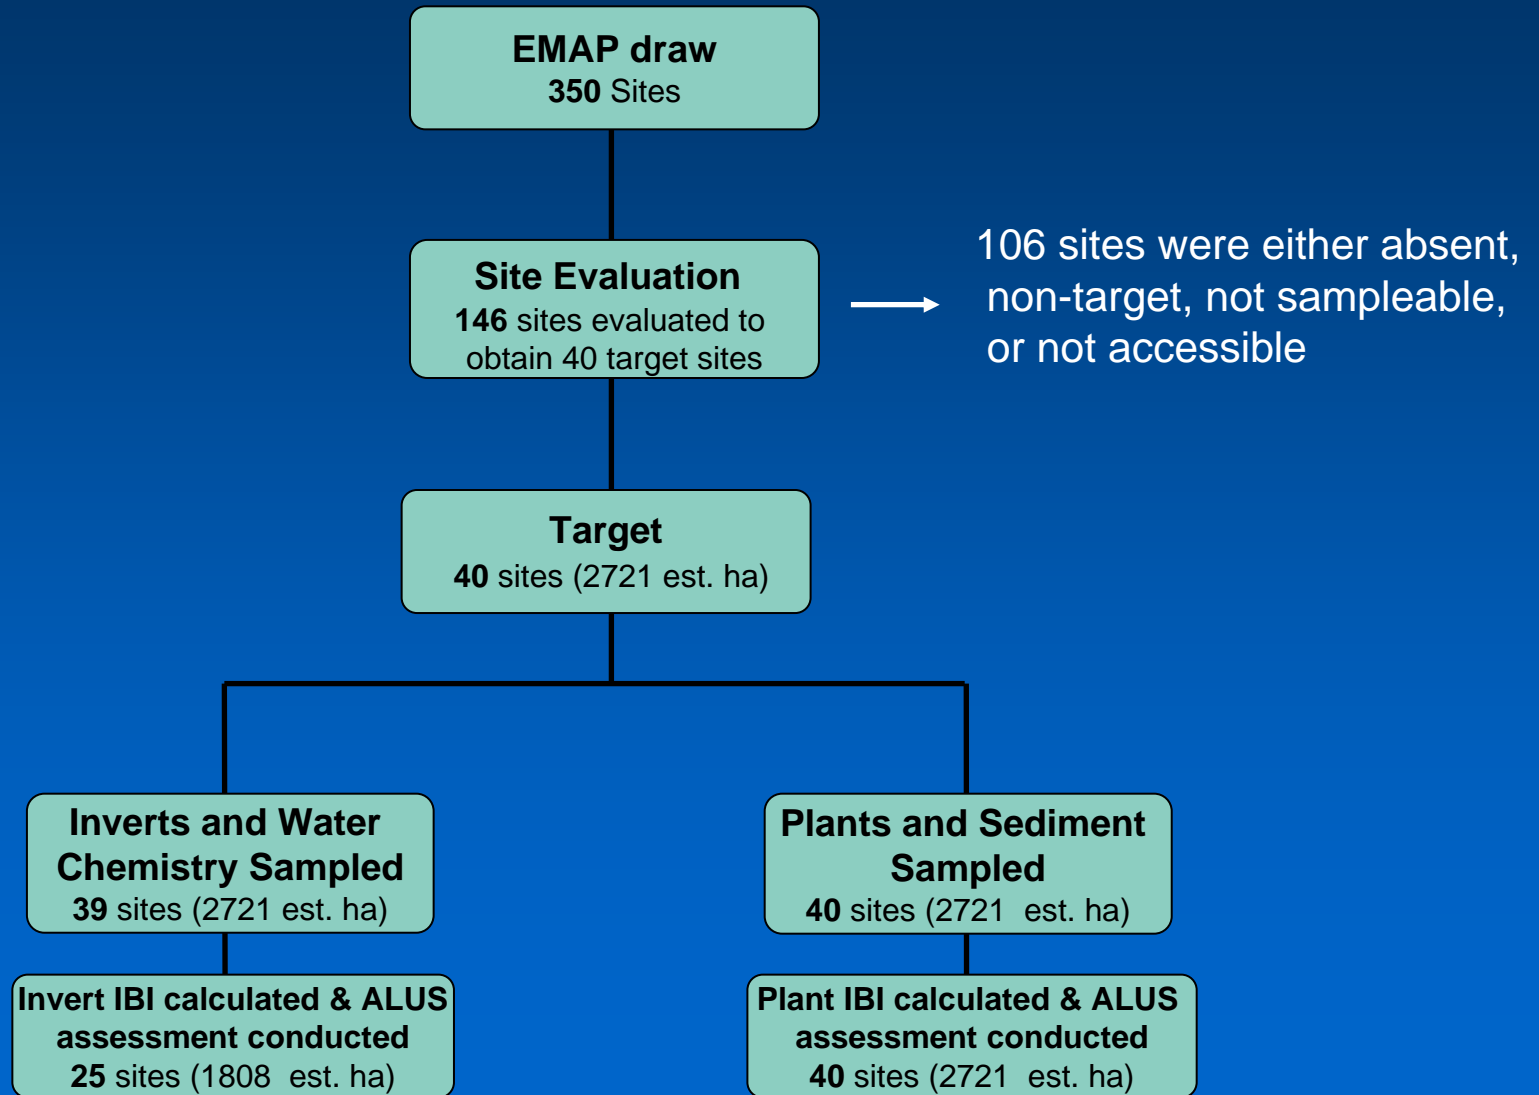 EMAP draw
350 Sites
Site Evaluation
146 sites evaluated to
obtain 40 target sites
106 sites were either absent,
non-target, not sampleable,
or not accessible
Target
40 sites (2721 est. ha)
Inverts and Water
Chemistry Sampled
39 sites (2721 est. ha)
Plants and Sediment
Sampled
40 sites (2721 est. ha)
Invert IBI calculated & ALUS
assessment conducted
25 sites (1808 est. ha)
Plant IBI calculated & ALUS
assessment conducted
40 sites (2721 est. ha)